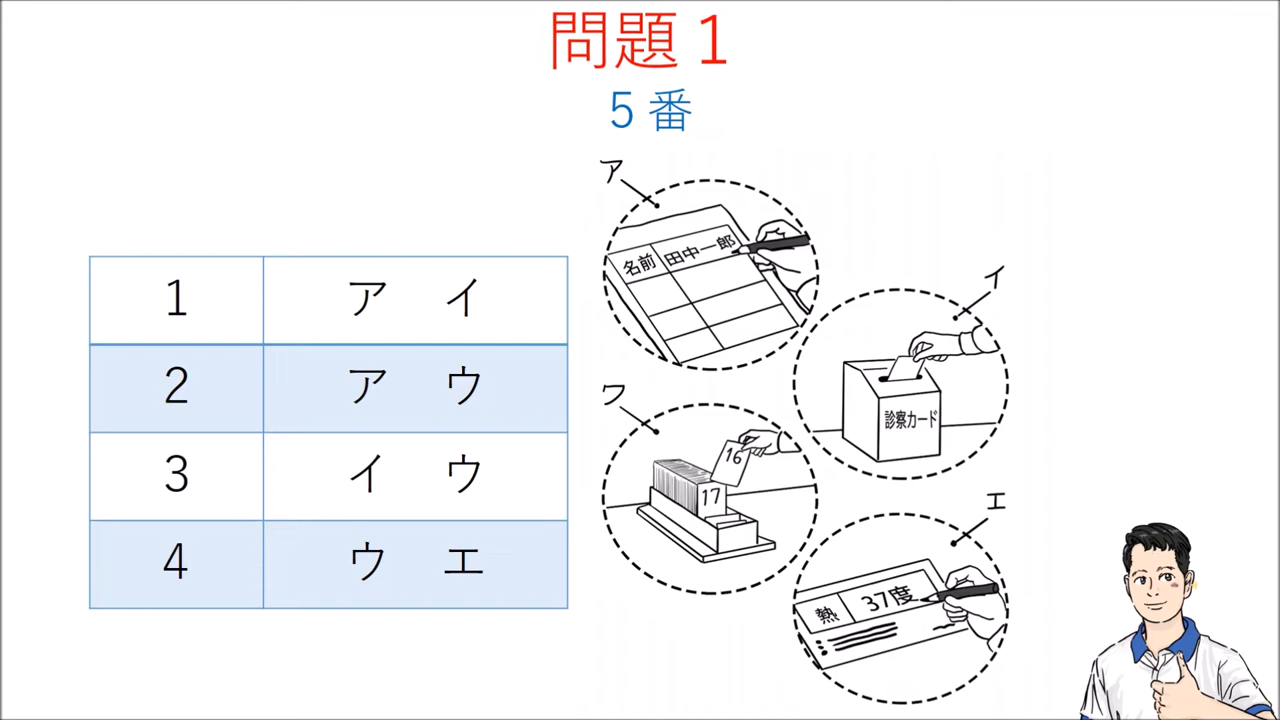 問題１
５番
1 ア イ
2 ア ウ
3 イ ウ
4 ウ エ
ア
名前 田中一郎
イ
診察カード
ウ
16
17
エ
熱 37度